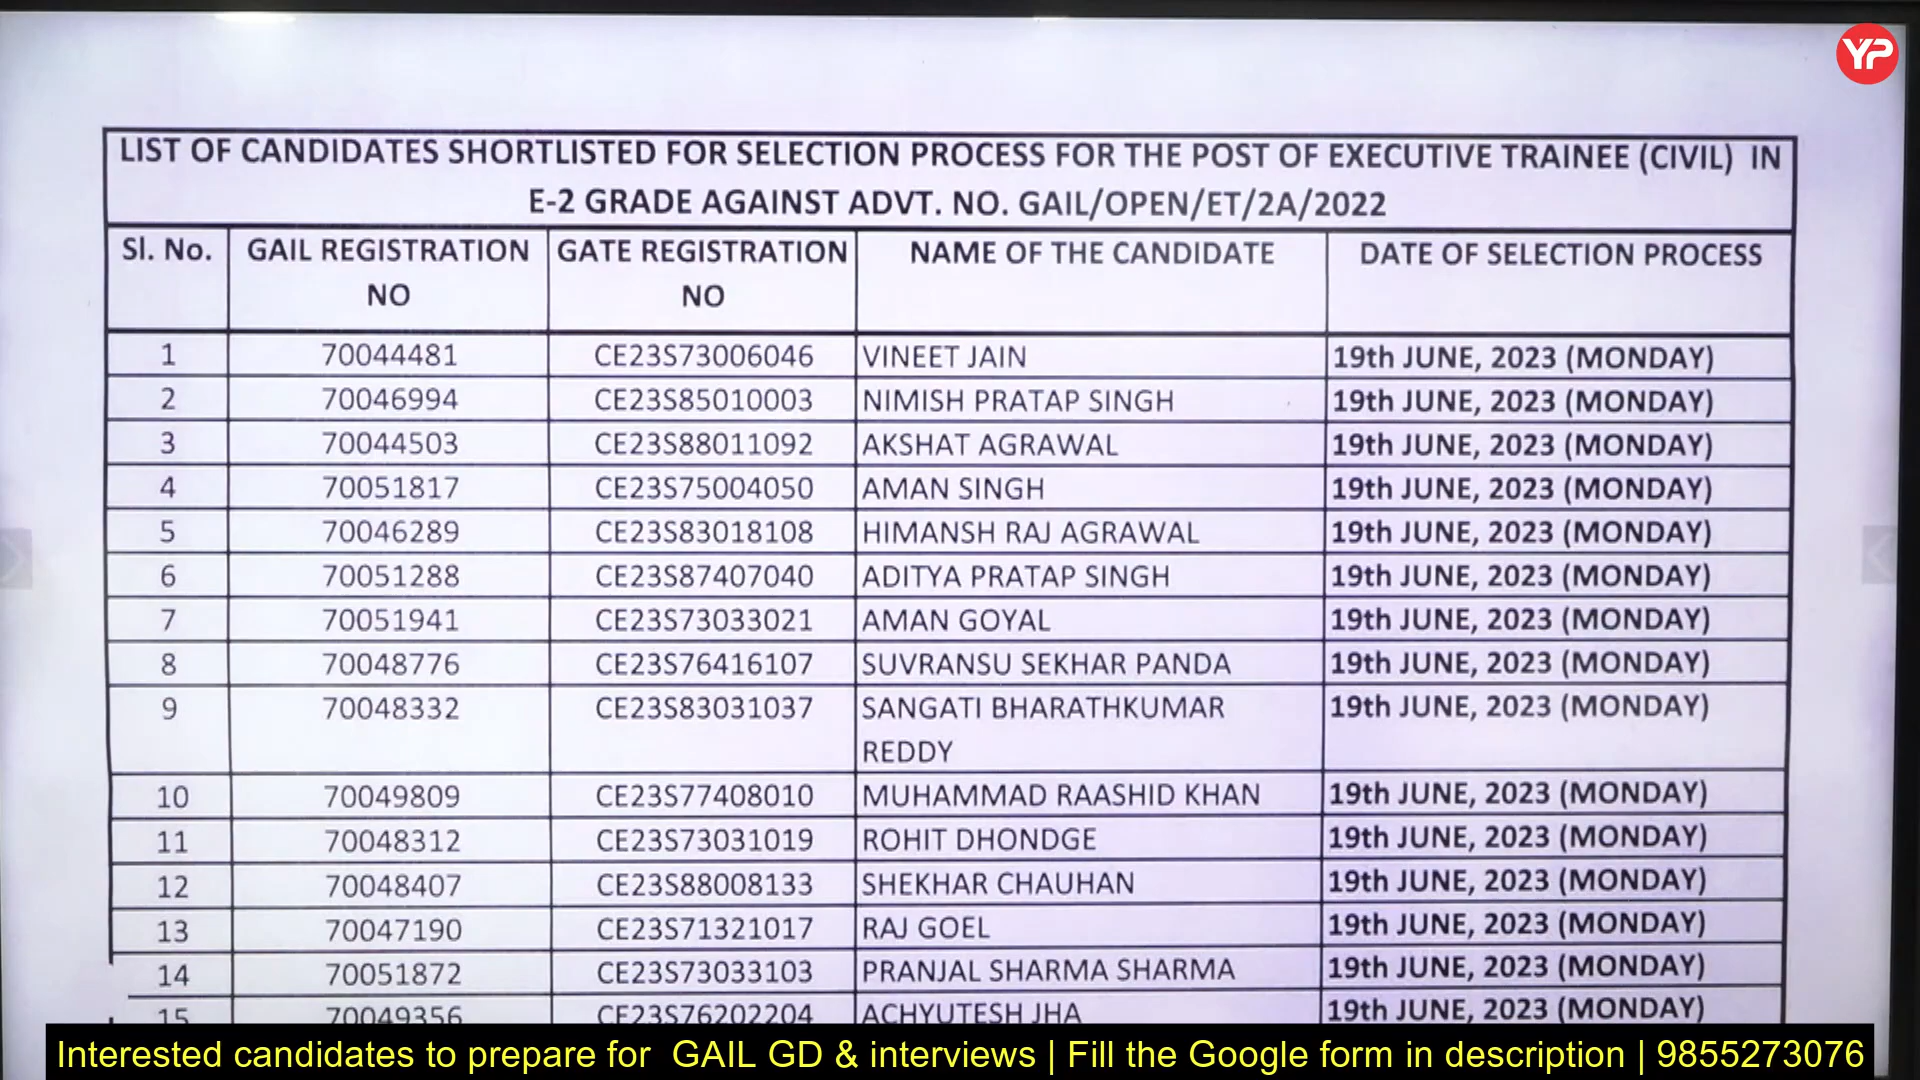 YP
LIST OF CANDIDATES SHORTLISTED FOR SELECTION PROCESS FOR THE POST OF EXECUTIVE TRAINEE (CIVIL) IN
E-2 GRADE AGAINST ADVT. NO. GAIL/OPEN/ET/2A/2022
Sl. No. GAIL REGISTRATION NO GATE REGISTRATION NO NAME OF THE CANDIDATE DATE OF SELECTION PROCESS
1 70044481 CE23S73006046 VINEET JAIN 19th JUNE, 2023 (MONDAY)
2 70046994 CE23S85010003 NIMISH PRATAP SINGH 19th JUNE, 2023 (MONDAY)
3 70044503 CE23S88011092 AKSHAT AGRAWAL 19th JUNE, 2023 (MONDAY)
4 70051817 CE23S75004050 AMAN SINGH 19th JUNE, 2023 (MONDAY)
5 70046289 CE23S83018108 HIMANSH RAJ AGRAWAL 19th JUNE, 2023 (MONDAY)
6 70051288 CE23S87407040 ADITYA PRATAP SINGH 19th JUNE, 2023 (MONDAY)
7 70051941 CE23S73033021 AMAN GOYAL 19th JUNE, 2023 (MONDAY)
8 70048776 CE23S76416107 SUVRANSU SEKHAR PANDA 19th JUNE, 2023 (MONDAY)
9 70048332 CE23S83031037 SANGATI BHARATHKUMAR REDDY 19th JUNE, 2023 (MONDAY)
10 70049809 CE23S77408010 MUHAMMAD RAASHID KHAN 19th JUNE, 2023 (MONDAY)
11 70048312 CE23S73031019 ROHIT DHONDGE 19th JUNE, 2023 (MONDAY)
12 70048407 CE23S88008133 SHEKHAR CHAUHAN 19th JUNE, 2023 (MONDAY)
13 70047190 CE23S71321017 RAJ GOEL 19th JUNE, 2023 (MONDAY)
14 70051872 CE23S73033103 PRANJAL SHARMA SHARMA 19th JUNE, 2023 (MONDAY)
15 70049356 CE23S76202204 ACHYUTESH JHA 19th JUNE, 2023 (MONDAY)
Interested candidates to prepare for GAIL GD & interviews | Fill the Google form in description | 9855273076